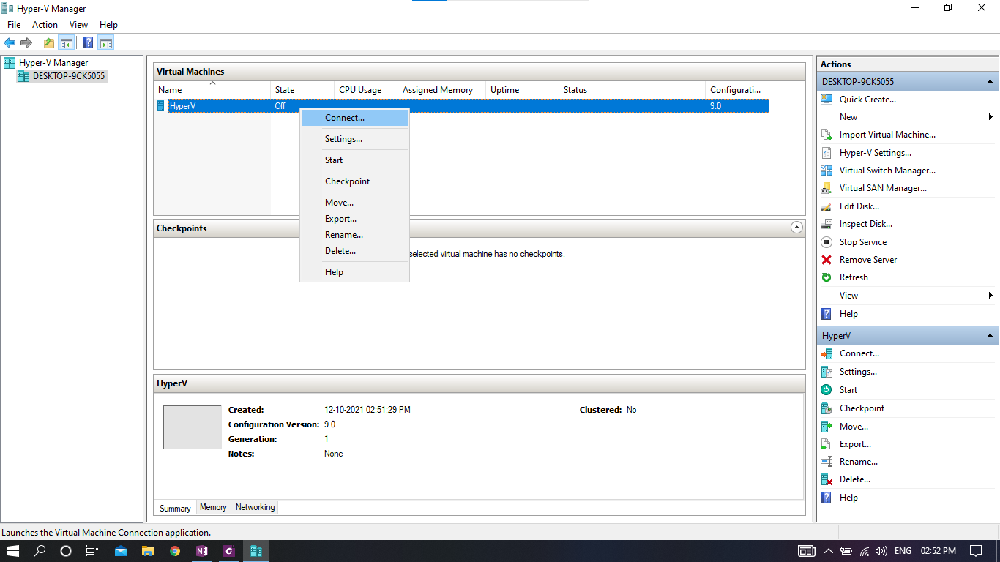 Hyper-V Manager
File Action View Help
Hyper-V Manager
DESKTOP-9CK5055
Virtual Machines
Name State CPU Usage Assigned Memory Uptime Status Configurati...
HyperV Off 9.0
Connect...
Settings...
Start
Checkpoint
Move...
Export...
Rename...
Delete...
Help
Checkpoints
selected virtual machine has no checkpoints.
HyperV
Created: 12-10-2021 02:51:29 PM Clustered: No
Configuration Version: 9.0
Generation: 1
Notes: None
Summary Memory Networking
Actions
DESKTOP-9CK5055
Quick Create...
New
Import Virtual Machine...
Hyper-V Settings...
Virtual Switch Manager...
Virtual SAN Manager...
Edit Disk...
Inspect Disk...
Stop Service
Remove Server
Refresh
View
Help
HyperV
Connect...
Settings...
Start
Checkpoint
Move...
Export...
Rename...
Delete...
Help
Launches the Virtual Machine Connection application.
ENG 02:52 PM